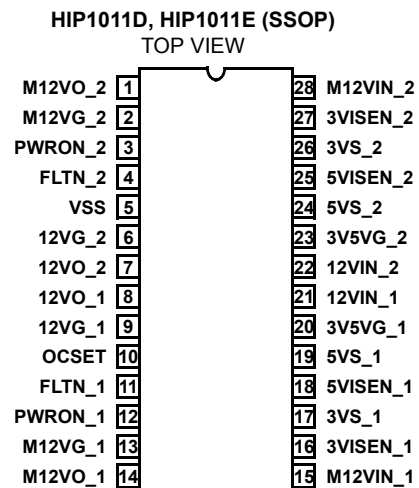 HIP1011D, HIP1011E (SSOP)
TOP VIEW
M12VO_2 1 28 M12VIN_2
M12VG_2 2 27 3VISEN_2
PWRON_2 3 26 3VS_2
FLTN_2 4 25 5VISEN_2
VSS 5 24 5VS_2
12VG_2 6 23 3V5VG_2
12VO_2 7 22 12VIN_2
12VO_1 8 21 12VIN_1
12VG_1 9 20 3V5VG_1
OCSET 10 19 5VS_1
FLTN_1 11 18 5VISEN_1
PWRON_1 12 17 3VS_1
M12VG_1 13 16 3VISEN_1
M12VO_1 14 15 M12VIN_1